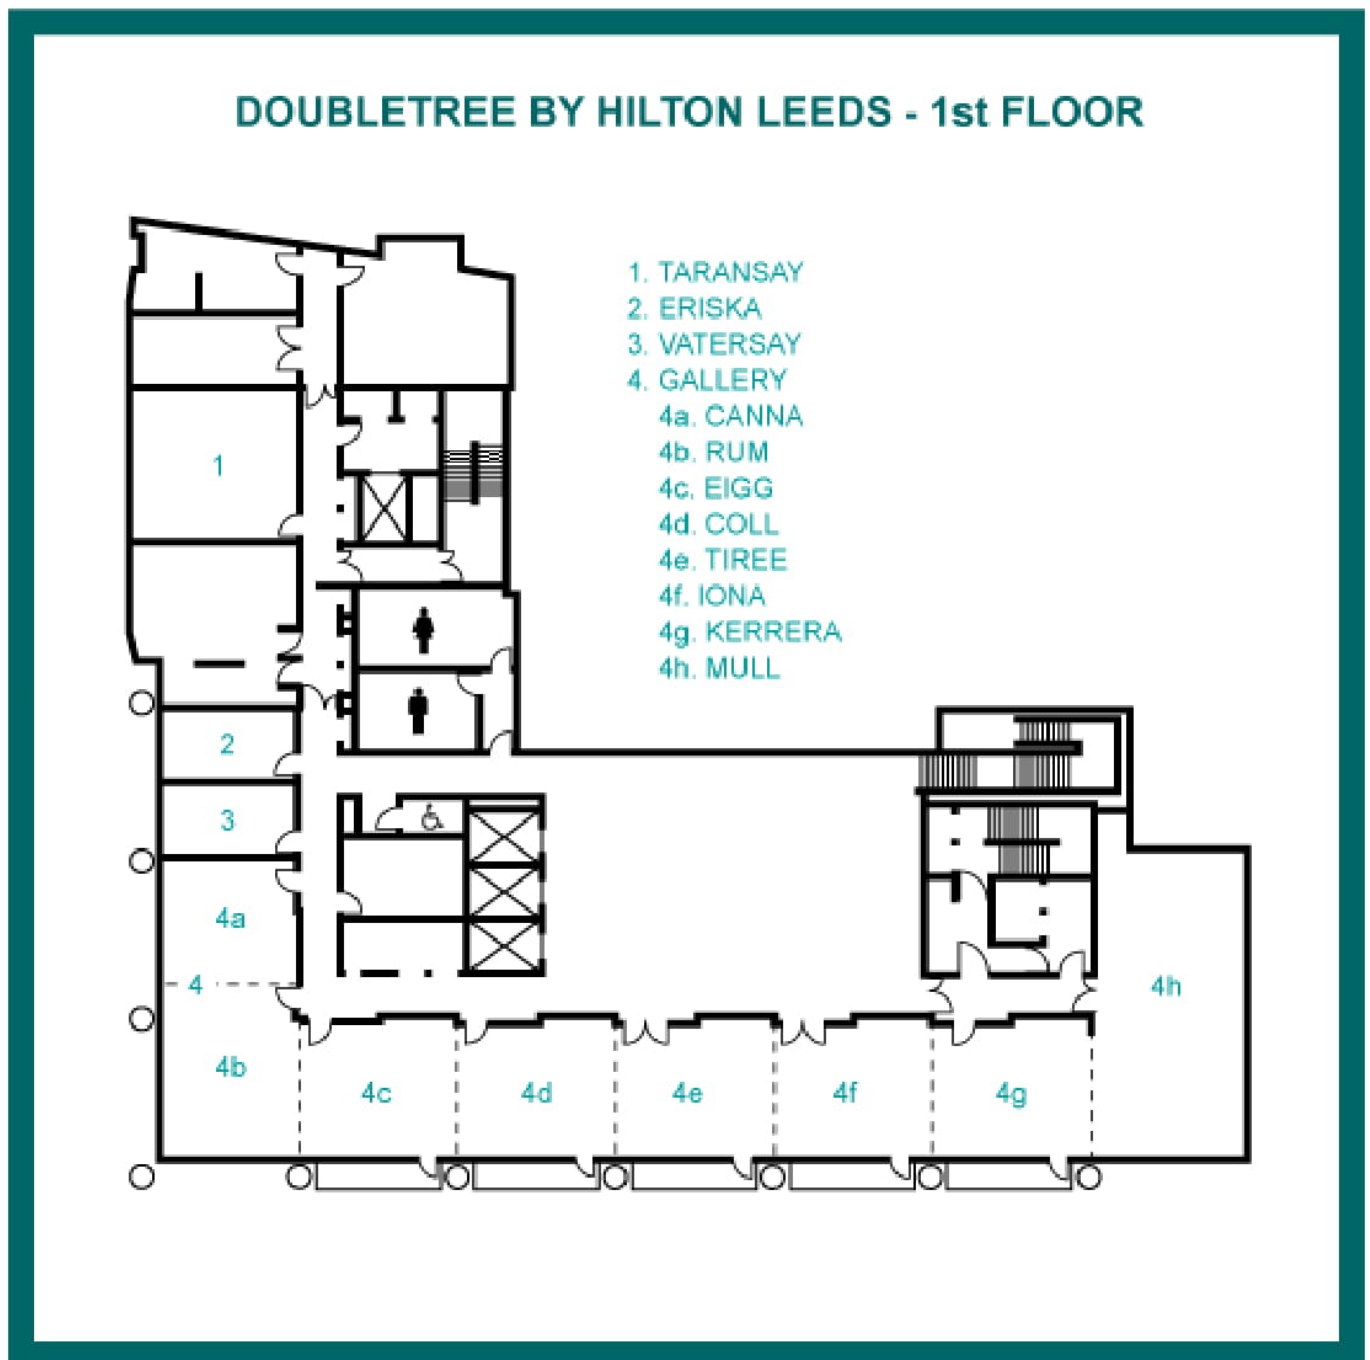 DOUBLETREE BY HILTON LEEDS - 1st FLOOR
1. TARANSAY
2. ERISKA
3. VATERSAY
4. GALLERY
4a. CANNA
4b. RUM
4c. EIGG
4d. COLL
4e. TIREE
4f. IONA
4g. KERRERA
4h. MULL
1
2
3
4a
4
4h
4b
4c
4d
4e
4f
4g